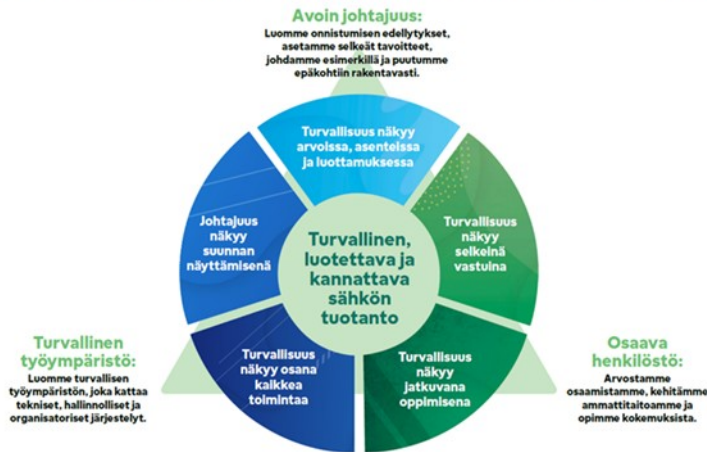 Avoin johtajuus:
Luomme onnistumisen edellytykset,
asetamme selkeät tavoitteet,
johdamme esimerkillä ja puutumme
epäkohtiin rakentavasti.
Turvallisuus näkyy
arvoissa, asenteissa
ja luottamuksessa
Johtajuus
näkyy
suunnan
näyttämisenä
Turvallinen,
luotettava ja
kannattava
sähkön
tuotanto
Turvallisuus
näkyy
selkeinä
vastuina
Turvallisuus
näkyy osana
kaikkea
toimintaa
Turvallisuus
näkyy
jatkuvana
oppimisena
Turvallinen
työympäristö:
Luomme turvallisen
työympäristön, joka kattaa
tekniset, hallinnolliset ja
organisatoriset järjestelyt.
Osaava
henkilöstö:
Arvostamme
osaamistamme, kehitämme
ammattitaitoamme ja
opimme kokemuksista.